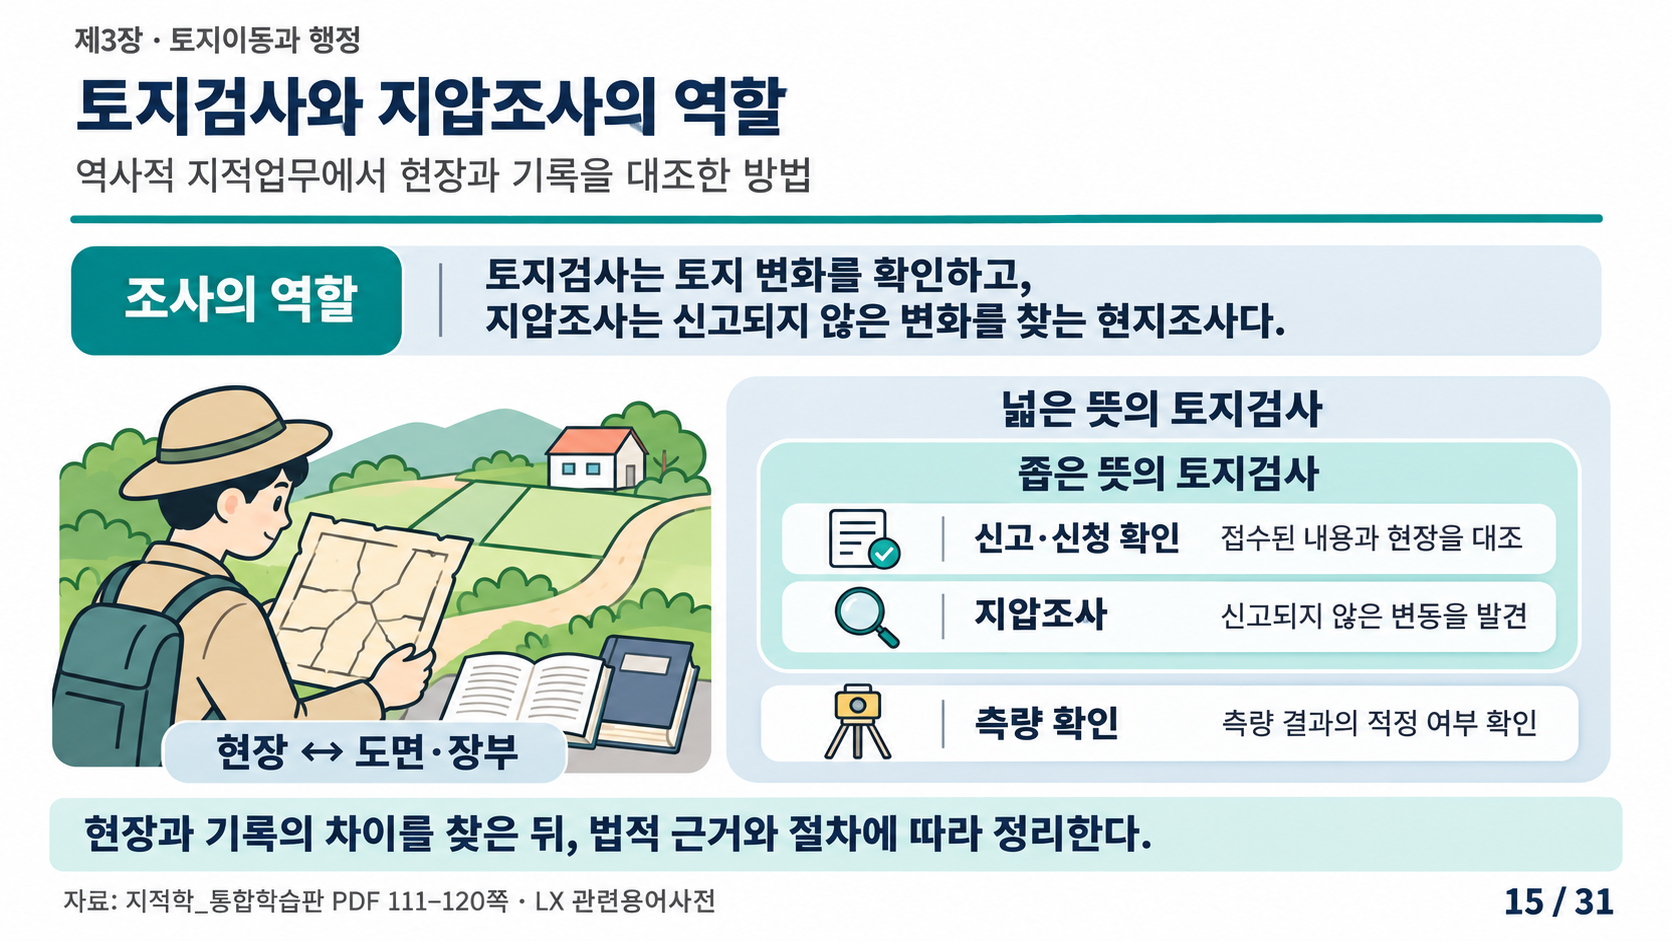 제3장 · 토지이동과 행정
토지검사와 지압조사의 역할
역사적 지적업무에서 현장과 기록을 대조한 방법
조사의 역할
토지검사는 토지 변화를 확인하고,
지압조사는 신고되지 않은 변화를 찾는 현지조사다.
현장 ↔ 도면·장부
넓은 뜻의 토지검사
좁은 뜻의 토지검사
신고·신청 확인 접수된 내용과 현장을 대조
지압조사 신고되지 않은 변동을 발견
측량 확인 측량 결과의 적정 여부 확인
현장과 기록의 차이를 찾은 뒤, 법적 근거와 절차에 따라 정리한다.
자료: 지적학_통합학습판 PDF 111–120쪽 · LX 관련용어사전
15 / 31